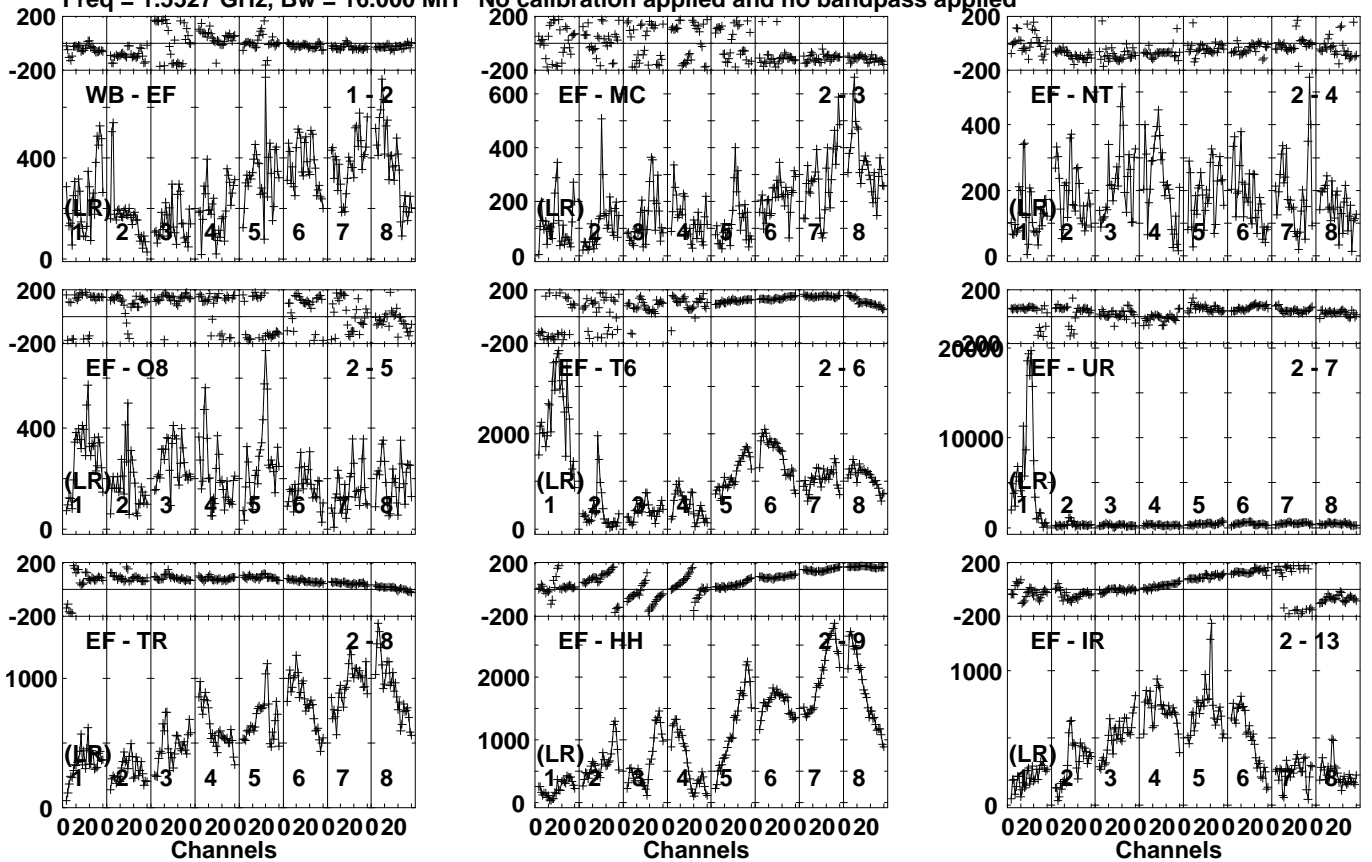 Freq = 1.5527 GHz, Bw = 16.000 MH No calibration applied and no bandpass applied
200 200 200
-200 -200 -200
WB - EF 1 - 2 EF - MC 2 - 3 EF - NT 2 - 4
600
400 400 400
200 200
(LR) (LR) (LR)
1 2 3 4 5 6 7 8 1 2 3 4 5 6 7 8 1 2 3 4 5 6 7 8
0 0 0
200 200 200
-200 -200 -200
20000
EF - O8 2 - 5 EF - T6 2 - 6 EF - UR 2 - 7
400 2000 10000
(LR) (LR) (LR)
1 2 3 4 5 6 7 8 1 2 3 4 5 6 7 8 1 2 3 4 5 6 7 8
0 0 0
200 200 200
-200 -200 -200
EF - TR 2 - 8 EF - HH 2 - 9 EF - IR 2 - 13
1000 2000 1000
1000
(LR) (LR) (LR)
1 2 3 4 5 6 7 8 1 2 3 4 5 6 7 8 1 2 3 4 5 6 7 8
0 0 0
020020020020 020020020020 020020020020
Channels Channels Channels